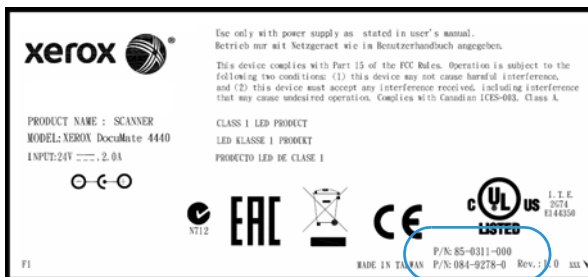 xerox
Use only with power supply as stated in user's manual.
Betrieb nur mit Netzgeraet wie im Benutzerhandbuch angegeben.
This device complies with Part 15 of the FCC Rules. Operation is subject to the
following two conditions: (1) this device may not cause harmful interference,
and (2) this device must accept any interference received, including interference
that may cause undesired operation. Complies with Canadian ICES-003. Class A.
PRODUCT NAME : SCANNER
MODEL: XEROX DocuMate 4440
INPUT:24V , 2.0A
CLASS 1 LED PRODUCT
LED KLASSE 1 PRODUKT
PRODUCTO LED DE CLASE 1
N712
EAC
CE
C UL US
LISTED
I.T.E.
2G74
E144350
P/N: 85-0311-000
MADE IN TAIWAN P/N: 084-9278-0 Rev.: 1.0 xxx
F1